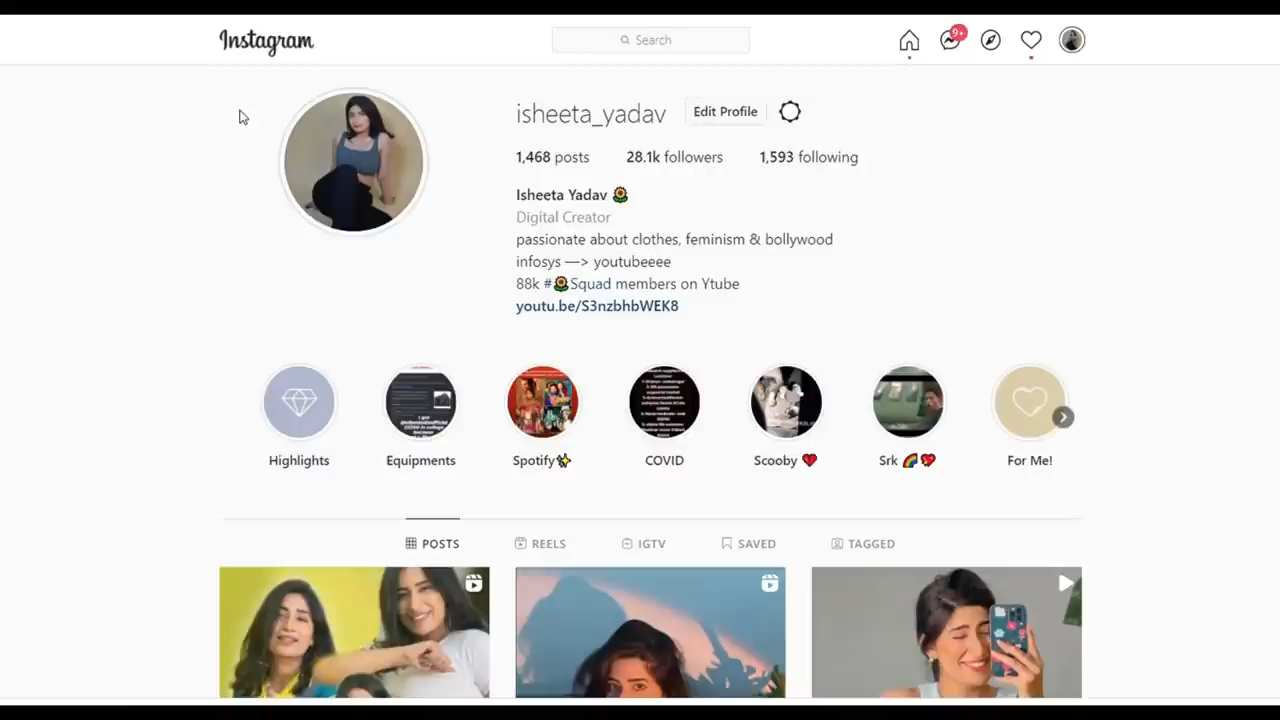 Instagram
Search
9+
isheeta_yadav Edit Profile
1,468 posts 28.1k followers 1,593 following
Isheeta Yadav 🌻
Digital Creator
passionate about clothes, feminism & bollywood
infosys —> youtubeeee
88k #🌻Squad members on Ytube
youtu.be/S3nzbhbWEK8
Highlights Equipments Spotify✨ COVID Scooby 💔 Srk 🌈💖 For Me!
POSTS REELS IGTV SAVED TAGGED